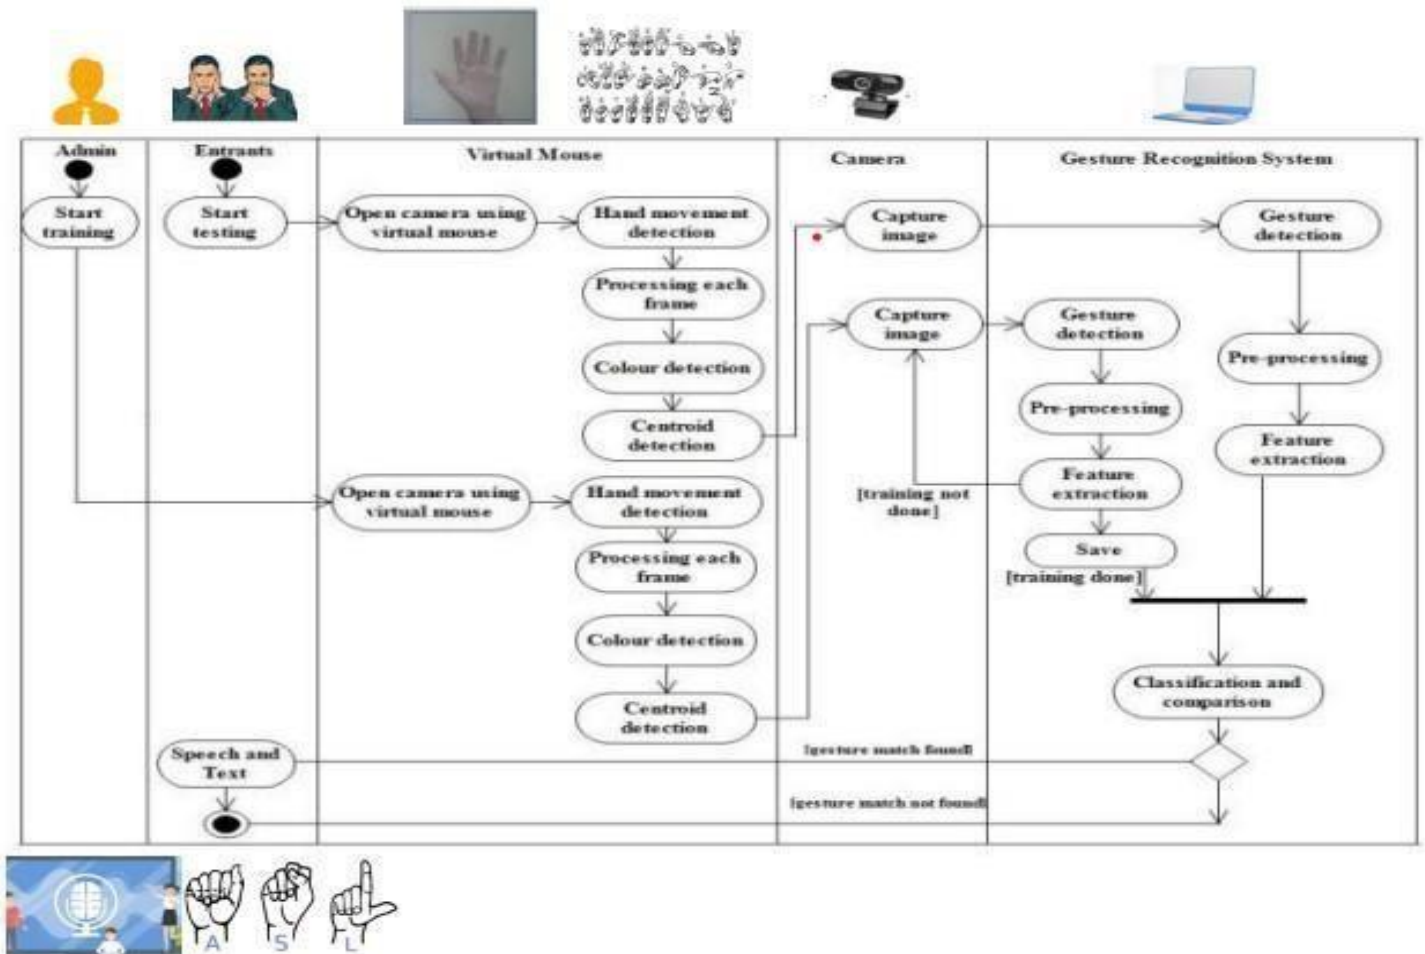 Admin
Entrants
Virtual Mouse
Camera
Gesture Recognition System
Start
training
Start
testing
Open camera using
virtual mouse
Hand movement
detection
Capture
image
Gesture
detection
Processing each
frame
Capture
image
Gesture
detection
Pre-processing
Colour detection
Pre-processing
Centroid
detection
Feature
extraction
Feature
extraction
[training not
done]
Open camera using
virtual mouse
Hand movement
detection
Save
[training done]
Processing each
frame
Colour detection
Classification and
comparison
Centroid
detection
[gesture match found]
Speech and
Text
[gesture match not found]
A S L